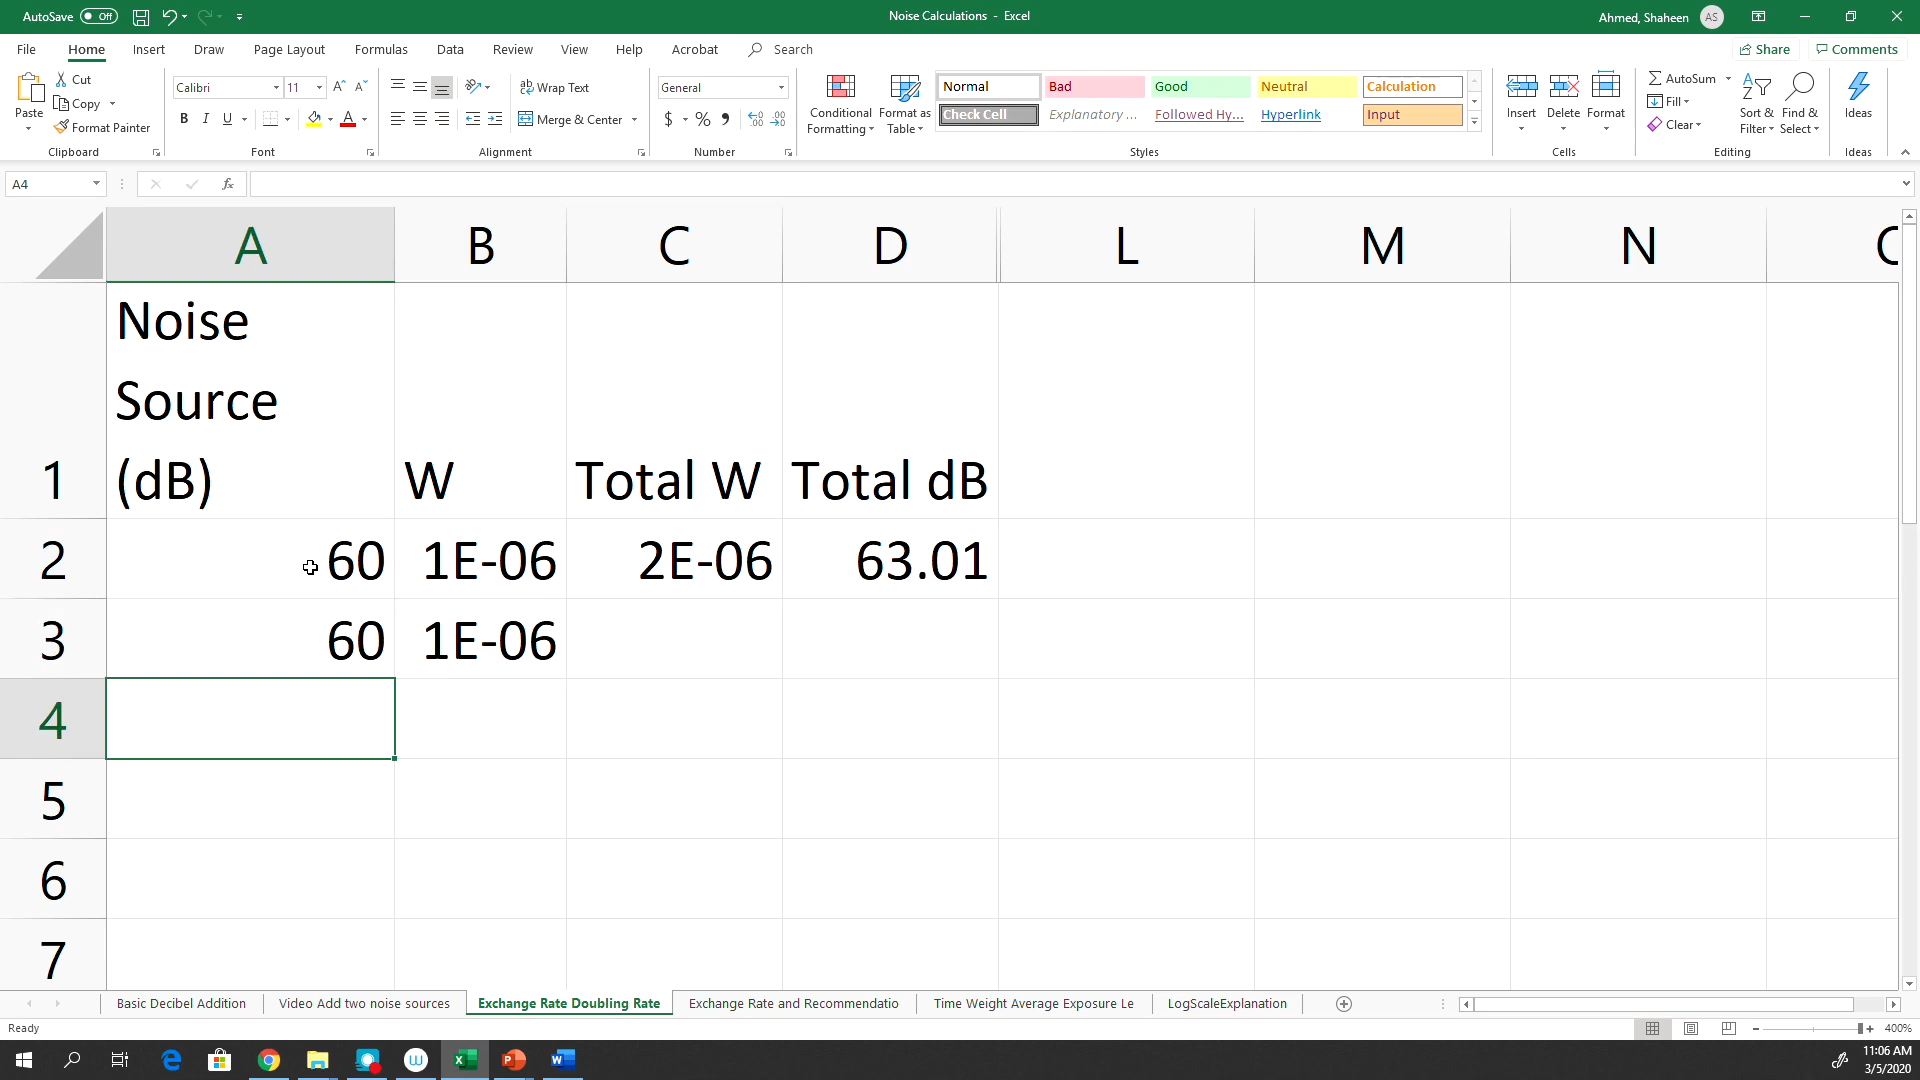 AutoSave Off
Noise Calculations - Excel
Ahmed, Shaheen AS
File Home Insert Draw Page Layout Formulas Data Review View Help Acrobat Search
Share Comments
Paste
Cut
Copy
Format Painter
Clipboard
Calibri 11
B I U
Font
Wrap Text
Merge & Center
Alignment
General
$ % 9
Number
Conditional Formatting
Format as Table
Normal Bad Good Neutral Calculation
Check Cell Explanatory ... Followed Hy... Hyperlink Input
Styles
Insert Delete Format
Cells
AutoSum
Fill
Clear
Sort & Filter
Find & Select
Editing
Ideas
Ideas
A4
fx
A B C D L M N
1 Noise Source (dB) W Total W Total dB
2 60 1E-06 2E-06 63.01
3 60 1E-06
4
5
6
7
Basic Decibel Addition Video Add two noise sources Exchange Rate Doubling Rate Exchange Rate and Recommendatio Time Weight Average Exposure Le LogScaleExplanation
Ready
400%
11:06 AM
3/5/2020